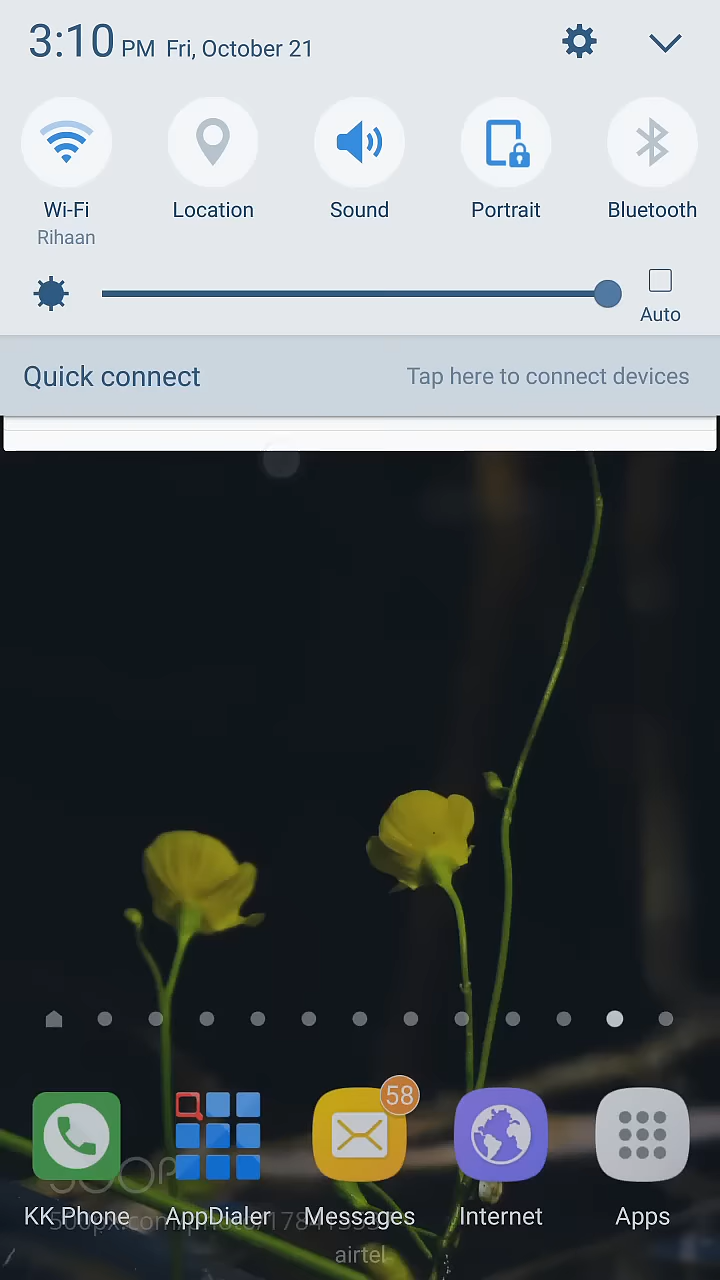 3:10 PM Fri, October 21
Wi-Fi Location Sound Portrait Bluetooth
Rihaan
Auto
Quick connect Tap here to connect devices
58
KK Phone AppDialer Messages Internet Apps
airtel